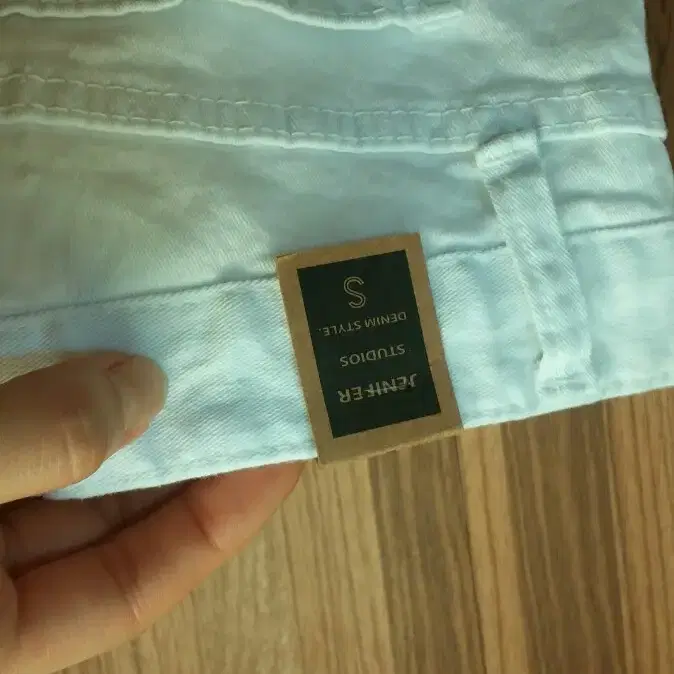 JENIFER
STUDIOS
DENIM STYLE.
S